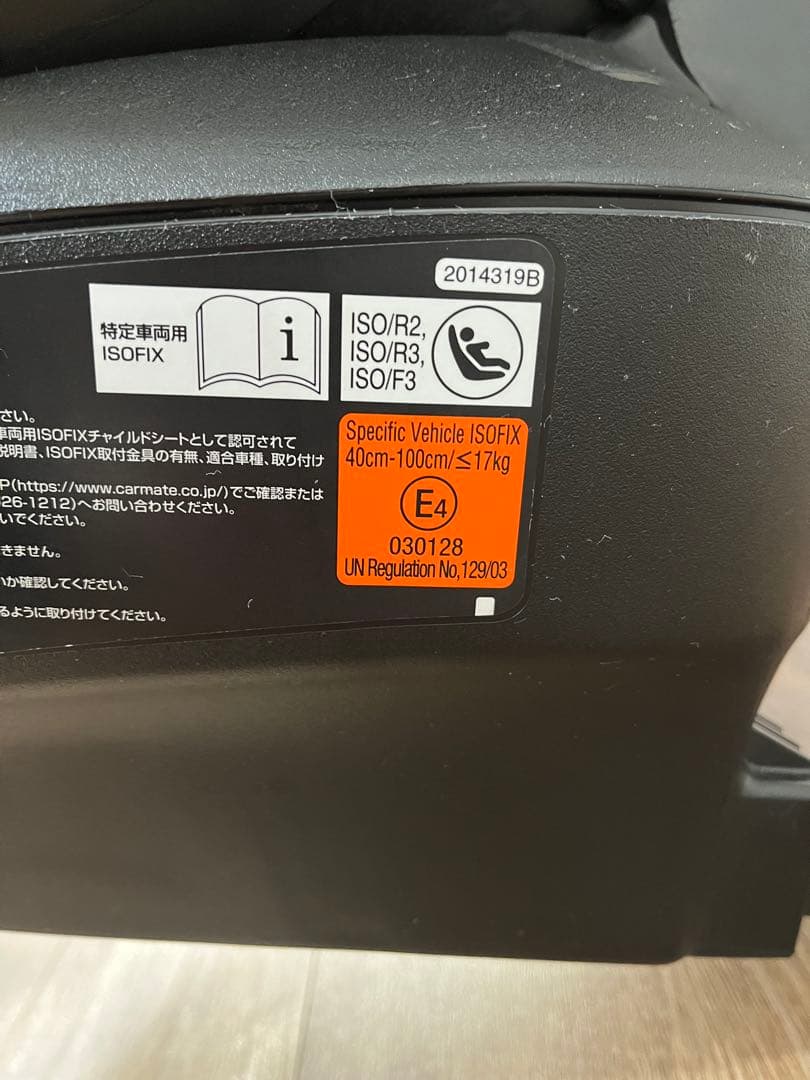 2014319B
特定車両用
ISOFIX
i
ISO/R2,
ISO/R3,
ISO/F3
さい。
車両用ISOFIXチャイルドシートとして認可されて
説明書、ISOFIX取付金具の有無、適合車種、取り付け
P(https://www.carmate.co.jp/)でご確認または
26-1212)へお問い合わせください。
いでください。
きません。
いか確認してください。
るように取り付けてください。
Specific Vehicle ISOFIX
40cm-100cm/≤17kg
E4
030128
UN Regulation No,129/03